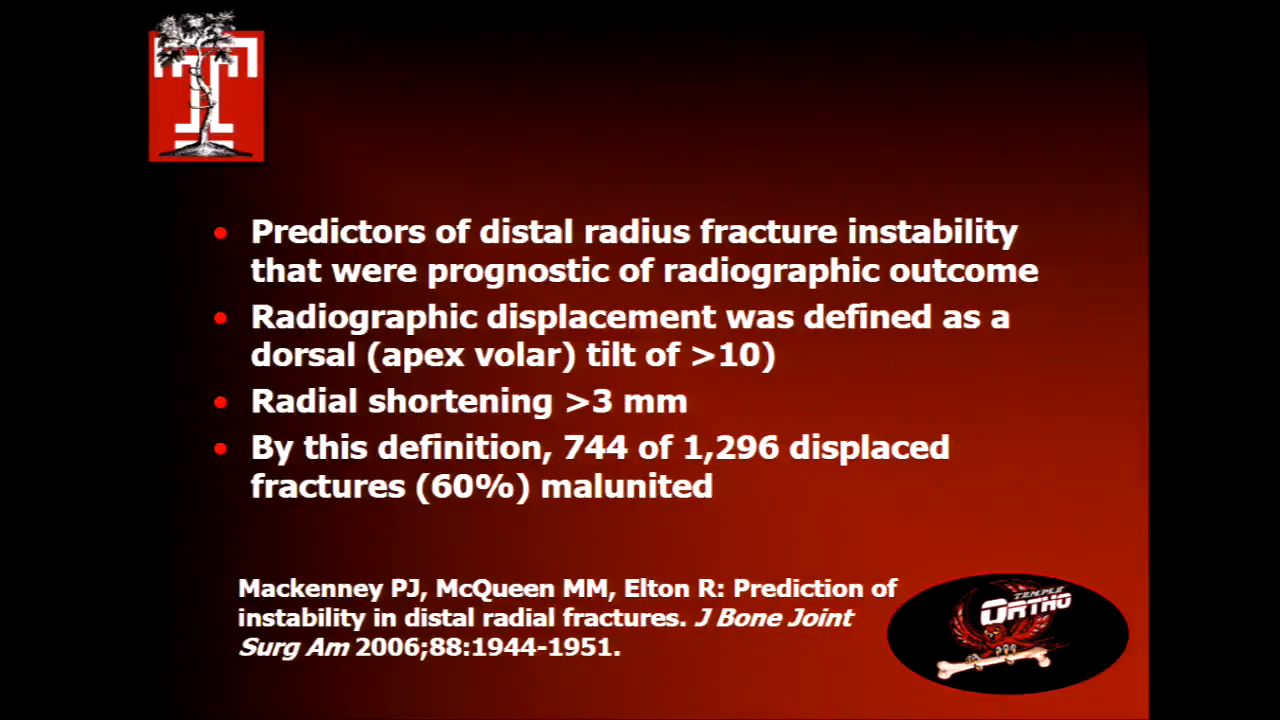 Predictors of distal radius fracture instability
that were prognostic of radiographic outcome
Radiographic displacement was defined as a
dorsal (apex volar) tilt of >10)
Radial shortening >3 mm
By this definition, 744 of 1,296 displaced
fractures (60%) malunited
Mackenney PJ, McQueen MM, Elton R: Prediction of
instability in distal radial fractures. J Bone Joint
Surg Am 2006;88:1944-1951.
TEMPLE
ORTHO